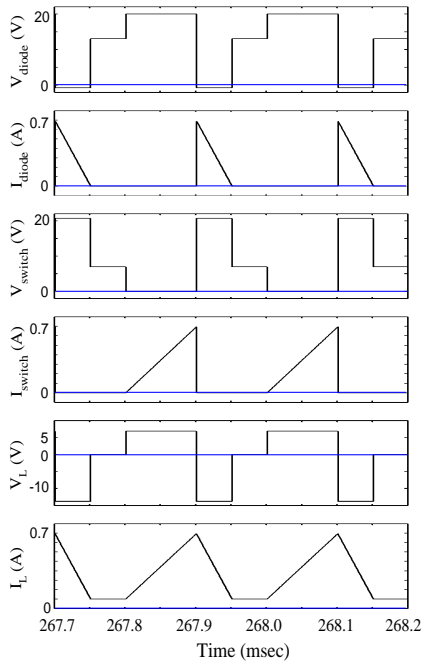 V_diode (V)
20
0
I_diode (A)
0.7
0
V_switch (V)
20
0
I_switch (A)
0.7
0
V_L (V)
5
0
-10
I_L (A)
0.7
0
267.7 267.8 267.9 268.0 268.1 268.2
Time (msec)